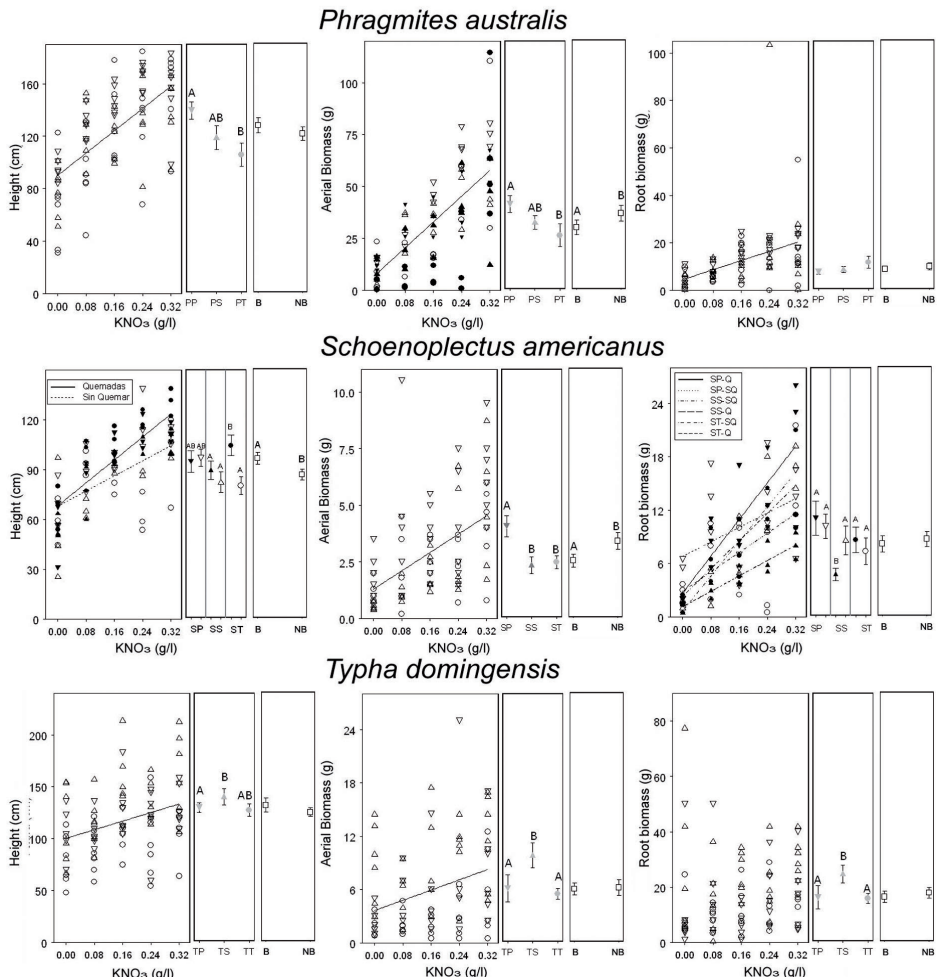 Phragmites australis
Height (cm)
160
120
80
40
0
0.00 0.08 0.16 0.24 0.32
KNO₃ (g/l)
A
AB
B
PP PS PT
B NB
Aerial Biomass (g)
100
75
50
25
0
0.00 0.08 0.16 0.24 0.32
KNO₃ (g/l)
A
AB
B
PP PS PT
A
B
B NB
Root biomass (g)
100
80
60
40
20
0
0.00 0.08 0.16 0.24 0.32
KNO₃ (g/l)
PP PS PT
B NB
Schoenoplectus americanus
Quemadas
Sin Quemar
Height (cm)
120
90
60
30
0
0.00 0.08 0.16 0.24 0.32
KNO₃ (g/l)
AB AB A A B A
SP SS ST
A
B
B NB
Aerial Biomass (g)
10.0
7.5
5.0
2.5
0.0
0.00 0.08 0.16 0.24 0.32
KNO₃ (g/l)
A
B B
SP SS ST
A
B
B NB
SP-Q
SP-SQ
SS-SQ
SS-Q
ST-SQ
ST-Q
Root biomass (g)
24
18
12
6
0
0.00 0.08 0.16 0.24 0.32
KNO₃ (g/l)
A A B A A A
SP SS ST
B NB
Typha domingensis
Height (cm)
200
150
100
50
0
0.00 0.08 0.16 0.24 0.32
KNO₃ (g/l)
A B AB
TP TS TT
B NB
Aerial Biomass (g)
24
18
12
6
0
0.00 0.08 0.16 0.24 0.32
KNO₃ (g/l)
A B A
TP TS TT
B NB
Root biomass (g)
80
60
40
20
0
0.00 0.08 0.16 0.24 0.32
KNO₃ (g/l)
A B A
TP TS TT
B NB